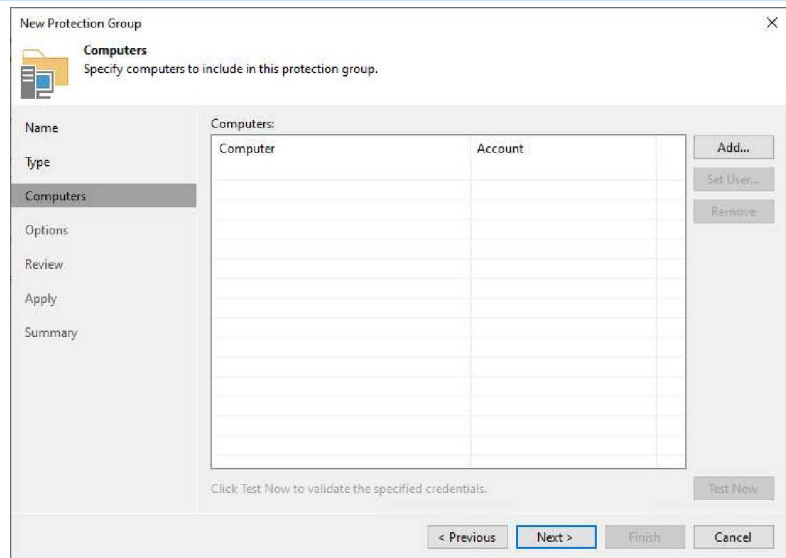 New Protection Group
Computers
Specify computers to include in this protection group.
Name
Type
Computers
Options
Review
Apply
Summary
Computers:
Computer Account
Add...
Set User...
Remove
Click Test Now to validate the specified credentials.
Test Now
< Previous Next > Finish Cancel